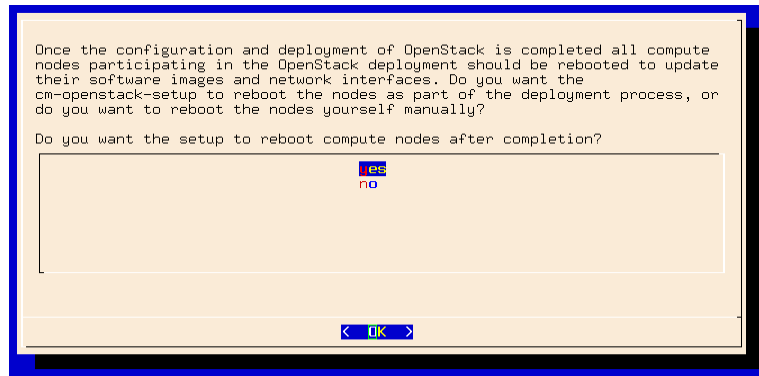 Once the configuration and deployment of OpenStack is completed all compute
nodes participating in the OpenStack deployment should be rebooted to update
their software images and network interfaces. Do you want the
cm-openstack-setup to reboot the nodes as part of the deployment process, or
do you want to reboot the nodes yourself manually?
Do you want the setup to reboot compute nodes after completion?
yes
no
< OK >